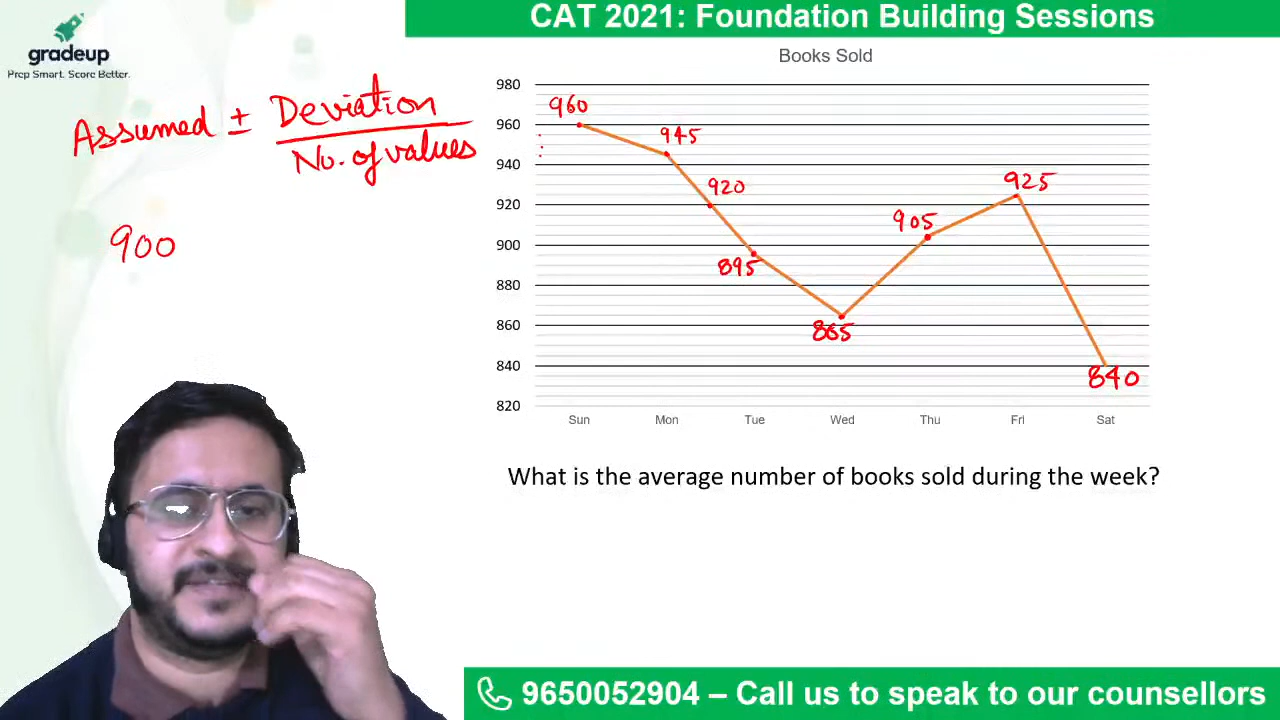 CAT 2021: Foundation Building Sessions
gradeup
Prep Smart. Score Better.
Books Sold
Assumed ± Deviation
No. of values
900
980
960
940
920
900
880
860
840
820
960
945
920
895
865
905
925
840
Sun Mon Tue Wed Thu Fri Sat
What is the average number of books sold during the week?
9650052904 – Call us to speak to our counsellors